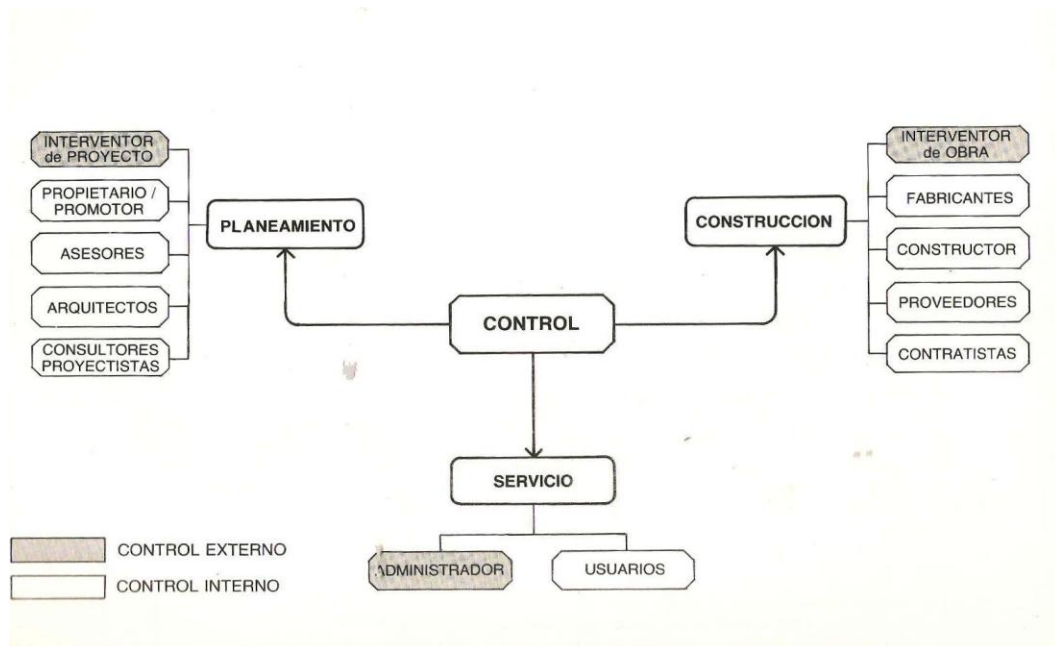 INTERVENTOR
de PROYECTO
PROPIETARIO /
PROMOTOR
ASESORES
ARQUITECTOS
CONSULTORES
PROYECTISTAS
PLANEAMIENTO
CONTROL
CONSTRUCCION
INTERVENTOR
de OBRA
FABRICANTES
CONSTRUCTOR
PROVEEDORES
CONTRATISTAS
SERVICIO
ADMINISTRADOR
USUARIOS
CONTROL EXTERNO
CONTROL INTERNO